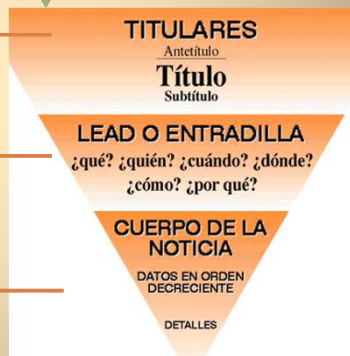 TITULARES
Antetítulo
Título
Subtítulo
LEAD O ENTRADILLA
¿qué? ¿quién? ¿cuándo? ¿dónde?
¿cómo? ¿por qué?
CUERPO DE LA
NOTICIA
DATOS EN ORDEN
DECRECIENTE
DETALLES